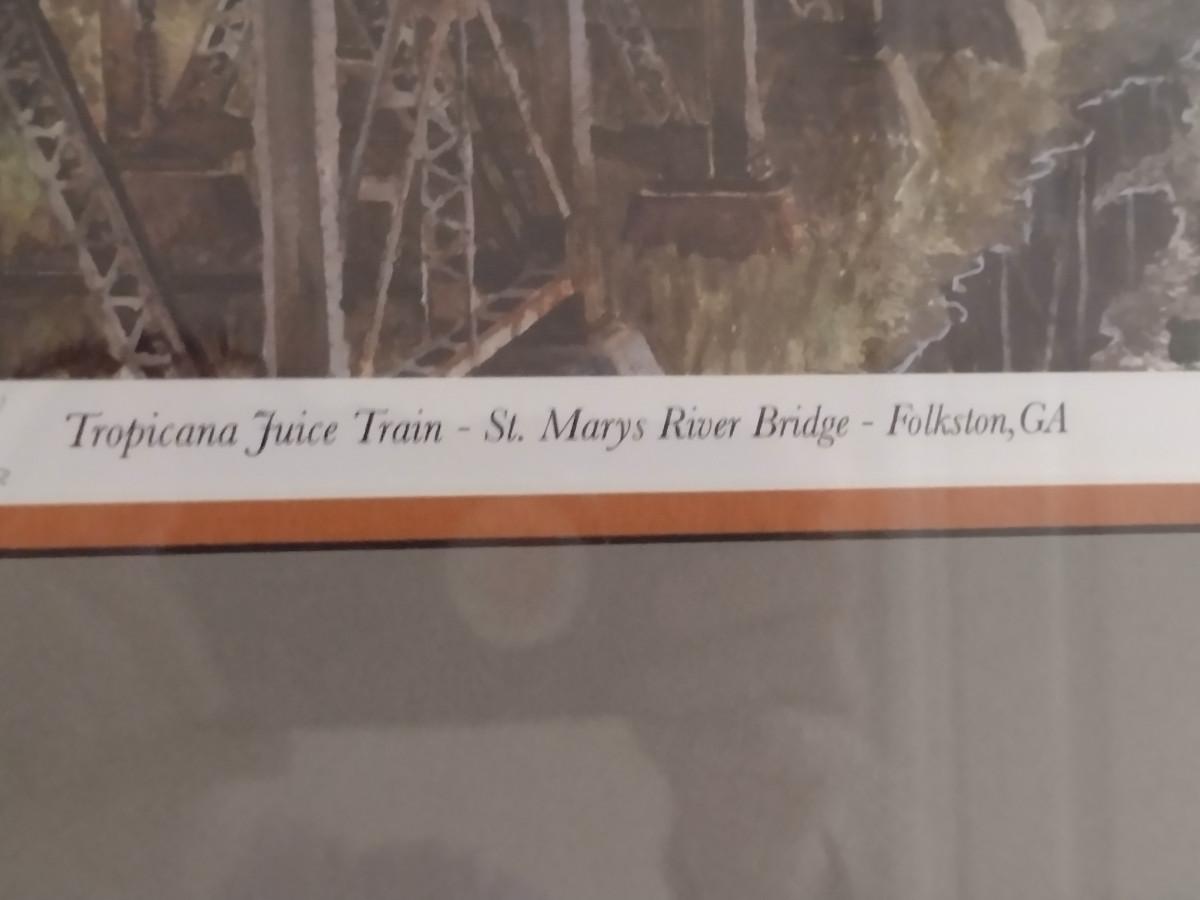 Tropicana Juice Train - St. Marys River Bridge - Folkston, GA